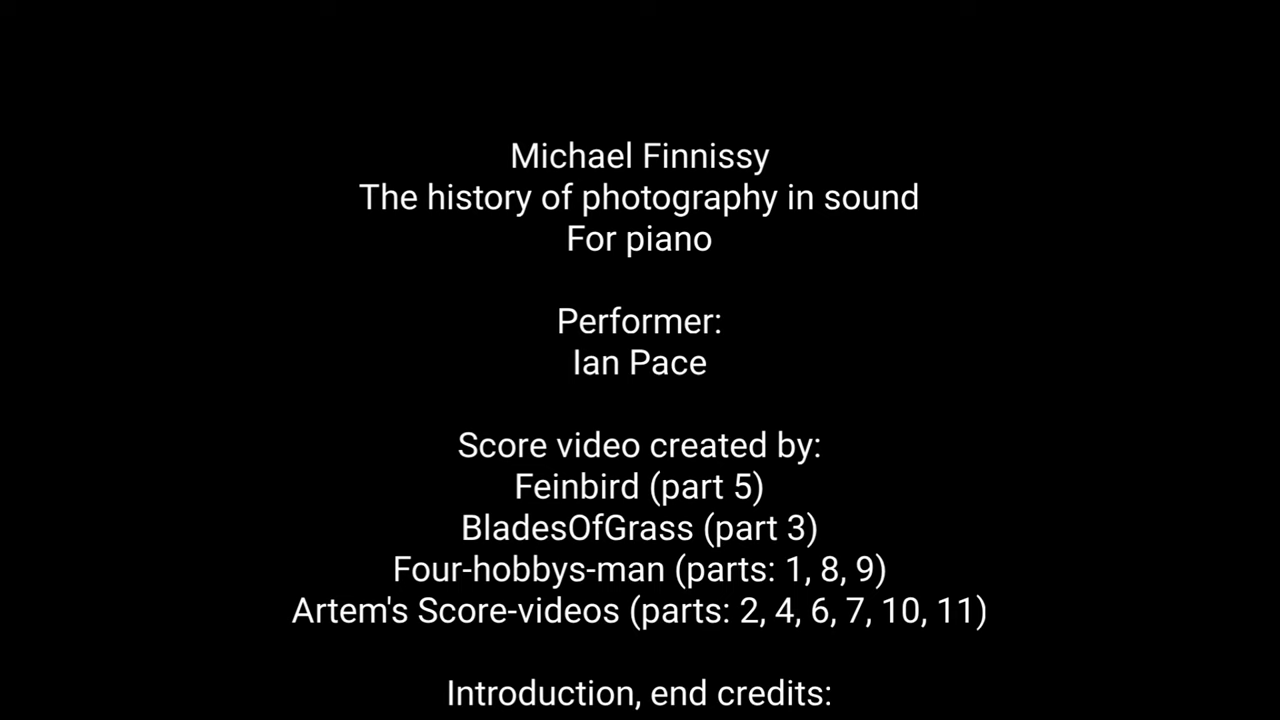 Michael Finnissy
The history of photography in sound
For piano
Performer:
Ian Pace
Score video created by:
Feinbird (part 5)
BladesOfGrass (part 3)
Four-hobbys-man (parts: 1, 8, 9)
Artem's Score-videos (parts: 2, 4, 6, 7, 10, 11)
Introduction, end credits: